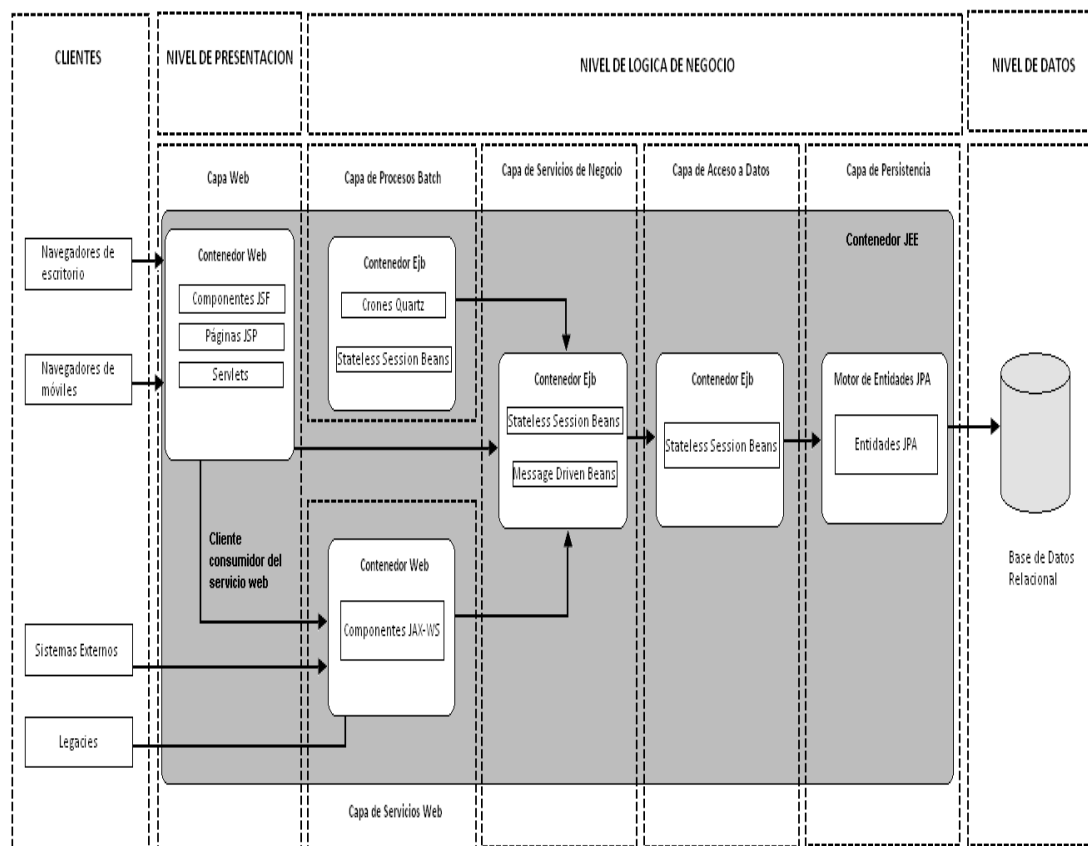 CLIENTES
NIVEL DE PRESENTACION
NIVEL DE LOGICA DE NEGOCIO
NIVEL DE DATOS
Capa Web
Capa de Procesos Batch
Capa de Servicios de Negocio
Capa de Acceso a Datos
Capa de Persistencia
Contenedor JEE
Navegadores de
escritorio
Navegadores de
móviles
Sistemas Externos
Legacies
Contenedor Web
Componentes JSF
Páginas JSP
Servlets
Cliente
consumidor del
servicio web
Contenedor Ejb
Crones Quartz
Stateless Session Beans
Contenedor Web
Componentes JAX-WS
Capa de Servicios Web
Contenedor Ejb
Stateless Session Beans
Message Driven Beans
Contenedor Ejb
Stateless Session Beans
Motor de Entidades JPA
Entidades JPA
Base de Datos
Relacional